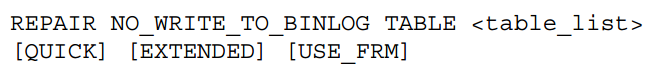 REPAIR NO_WRITE_TO_BINLOG TABLE <table_list>
[QUICK] [EXTENDED] [USE_FRM]